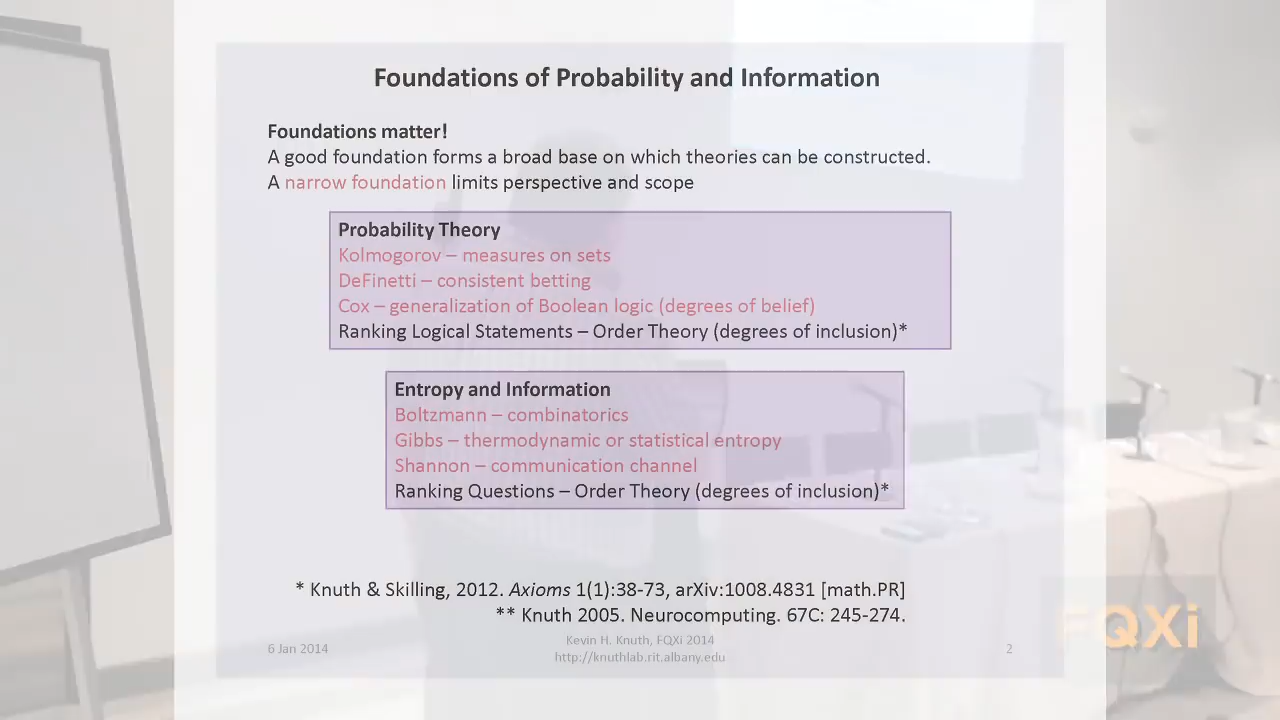 Foundations of Probability and Information
Foundations matter!
A good foundation forms a broad base on which theories can be constructed.
A narrow foundation limits perspective and scope
Probability Theory
Kolmogorov – measures on sets
DeFinetti – consistent betting
Cox – generalization of Boolean logic (degrees of belief)
Ranking Logical Statements – Order Theory (degrees of inclusion)*
Entropy and Information
Boltzmann – combinatorics
Gibbs – thermodynamic or statistical entropy
Shannon – communication channel
Ranking Questions – Order Theory (degrees of inclusion)*
* Knuth & Skilling, 2012. Axioms 1(1):38-73, arXiv:1008.4831 [math.PR]
** Knuth 2005. Neurocomputing. 67C: 245-274.
6 Jan 2014
Kevin H. Knuth, FQXi 2014
http://knuthlab.rit.albany.edu
2
FQXi